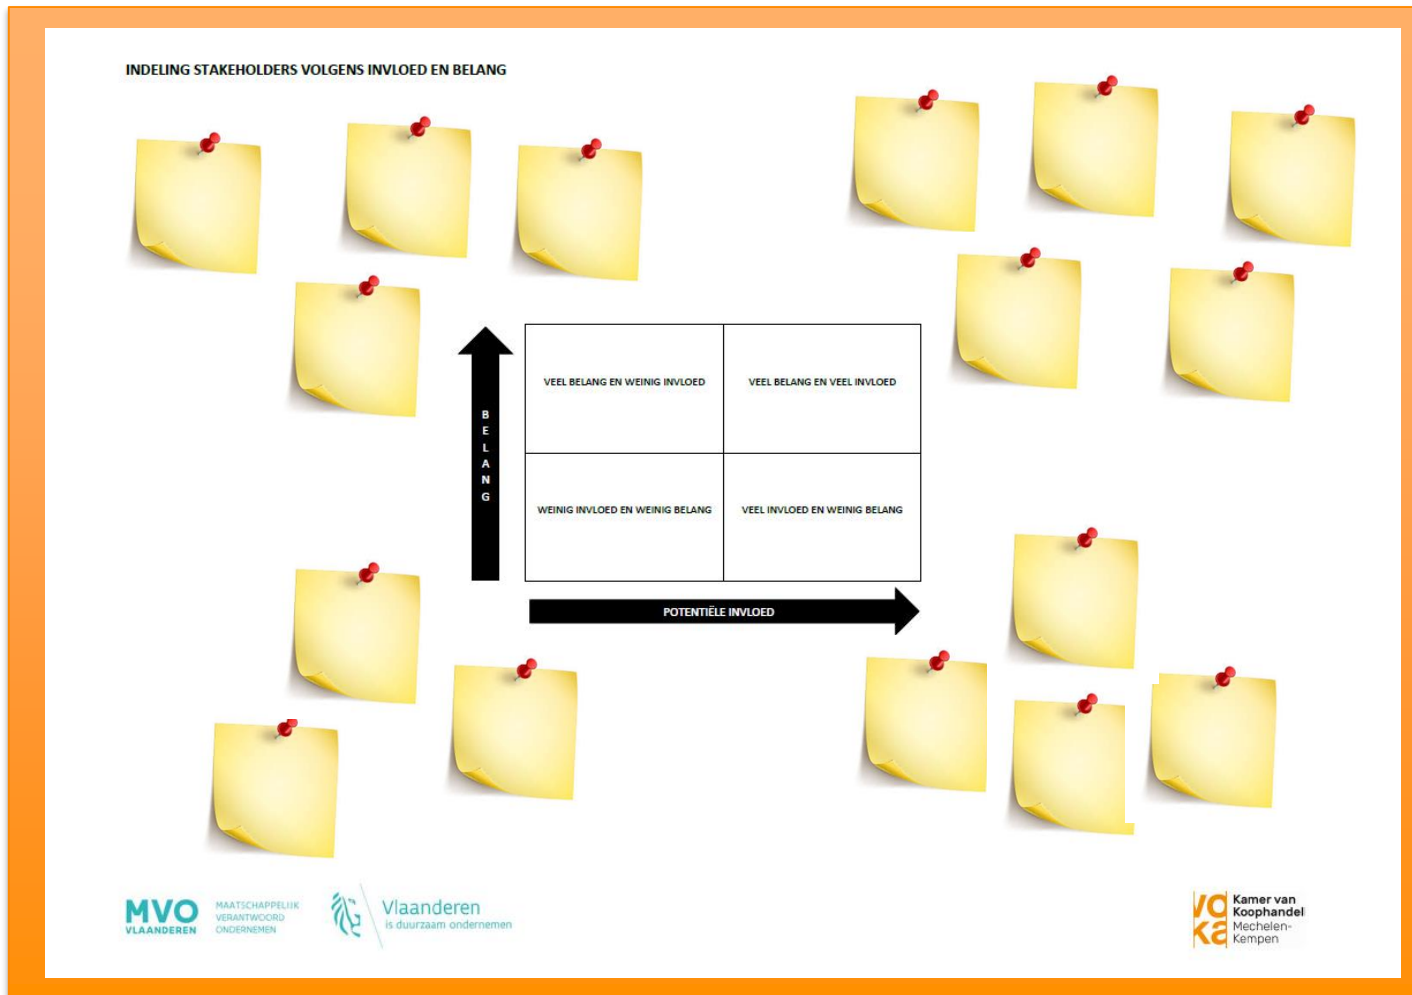 INDELING STAKEHOLDERS VOLGENS INVLOED EN BELANG
VEEL BELANG EN WEINIG INVLOED
VEEL BELANG EN VEEL INVLOED
BELANG
WEINIG INVLOED EN WEINIG BELANG
VEEL INVLOED EN WEINIG BELANG
POTENTIËLE INVLOED
MVO
VLAANDEREN
MAATSCHAPPELIJK
VERANTWOORD
ONDERNEMEN
Vlaanderen
is duurzaam ondernemen
voka
Kamer van
Koophandel
Mechelen-
Kempen